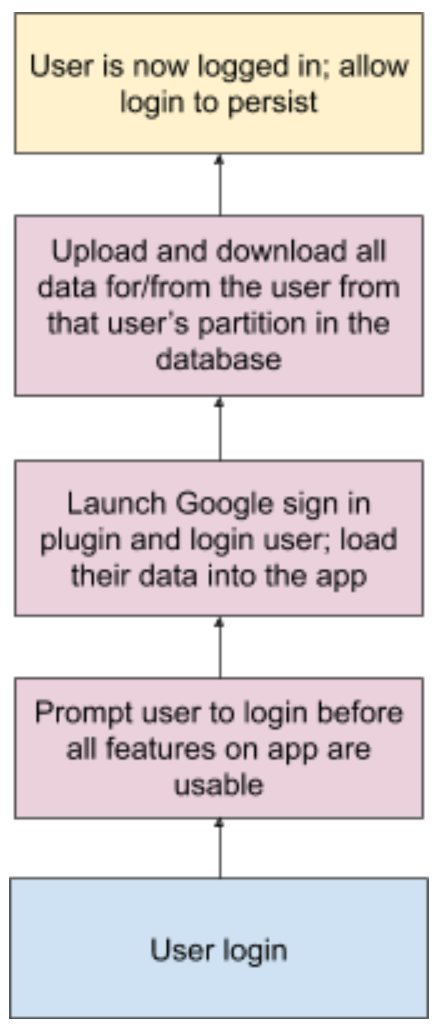 User is now logged in; allow
login to persist
Upload and download all
data for/from the user from
that user's partition in the
database
Launch Google sign in
plugin and login user; load
their data into the app
Prompt user to login before
all features on app are
usable
User login